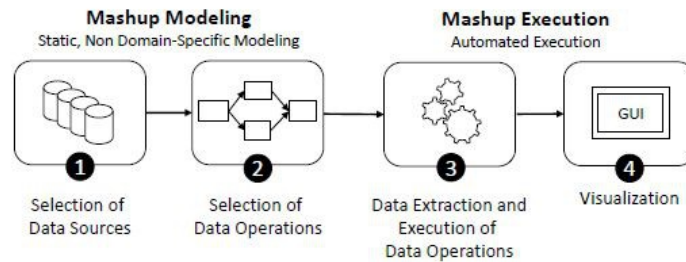 Mashup Modeling
Static, Non Domain-Specific Modeling
Mashup Execution
Automated Execution
GUI
1
2
3
4
Selection of
Data Sources
Selection of
Data Operations
Data Extraction and
Execution of
Data Operations
Visualization